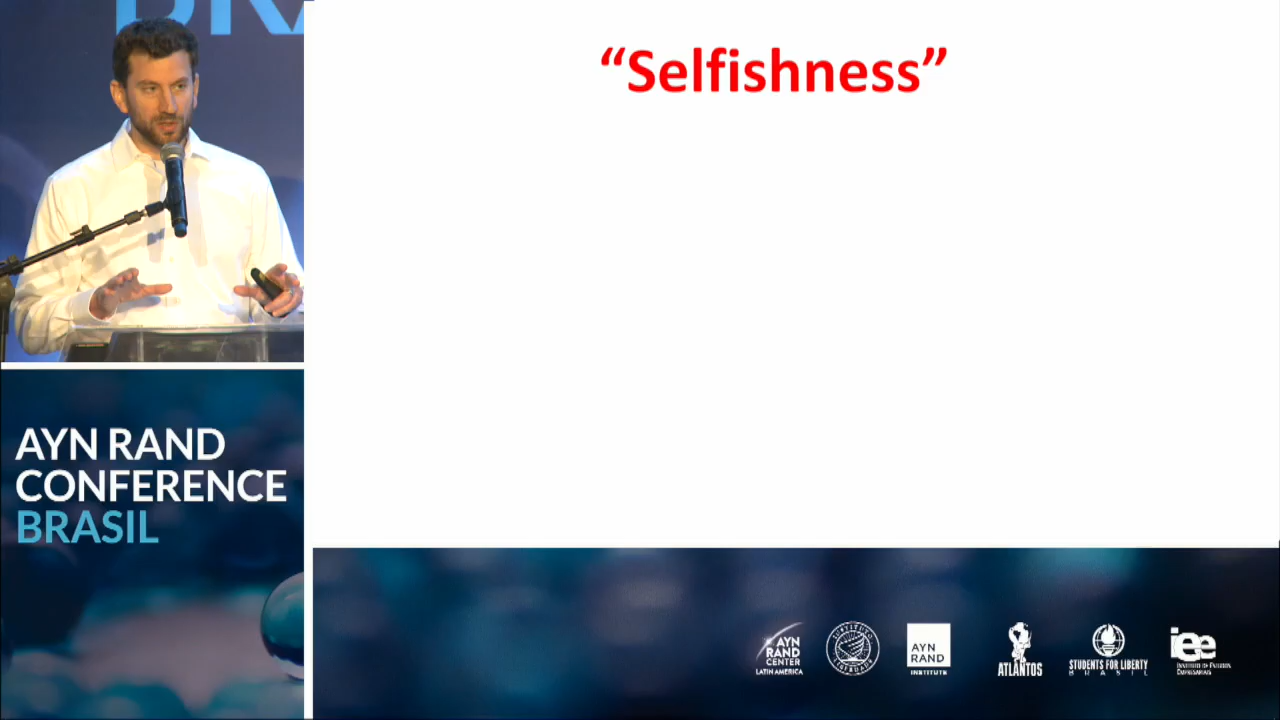 BRA
“Selfishness”
AYN RAND
CONFERENCE
BRASIL
AYN
RAND
CENTER
LATIN AMERICA
AYN
RAND
INSTITUTE
ATLANTOS
STUDENTS FOR LIBERTY
BRASIL
iee